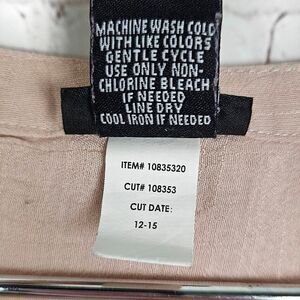 MACHINE WASH COLD
WITH LIKE COLORS
GENTLE CYCLE
USE ONLY NON-
CHLORINE BLEACH
IF NEEDED
LINE DRY
COOL IRON IF NEEDED
ITEM# 10835320
CUT# 108353
CUT DATE:
12-15